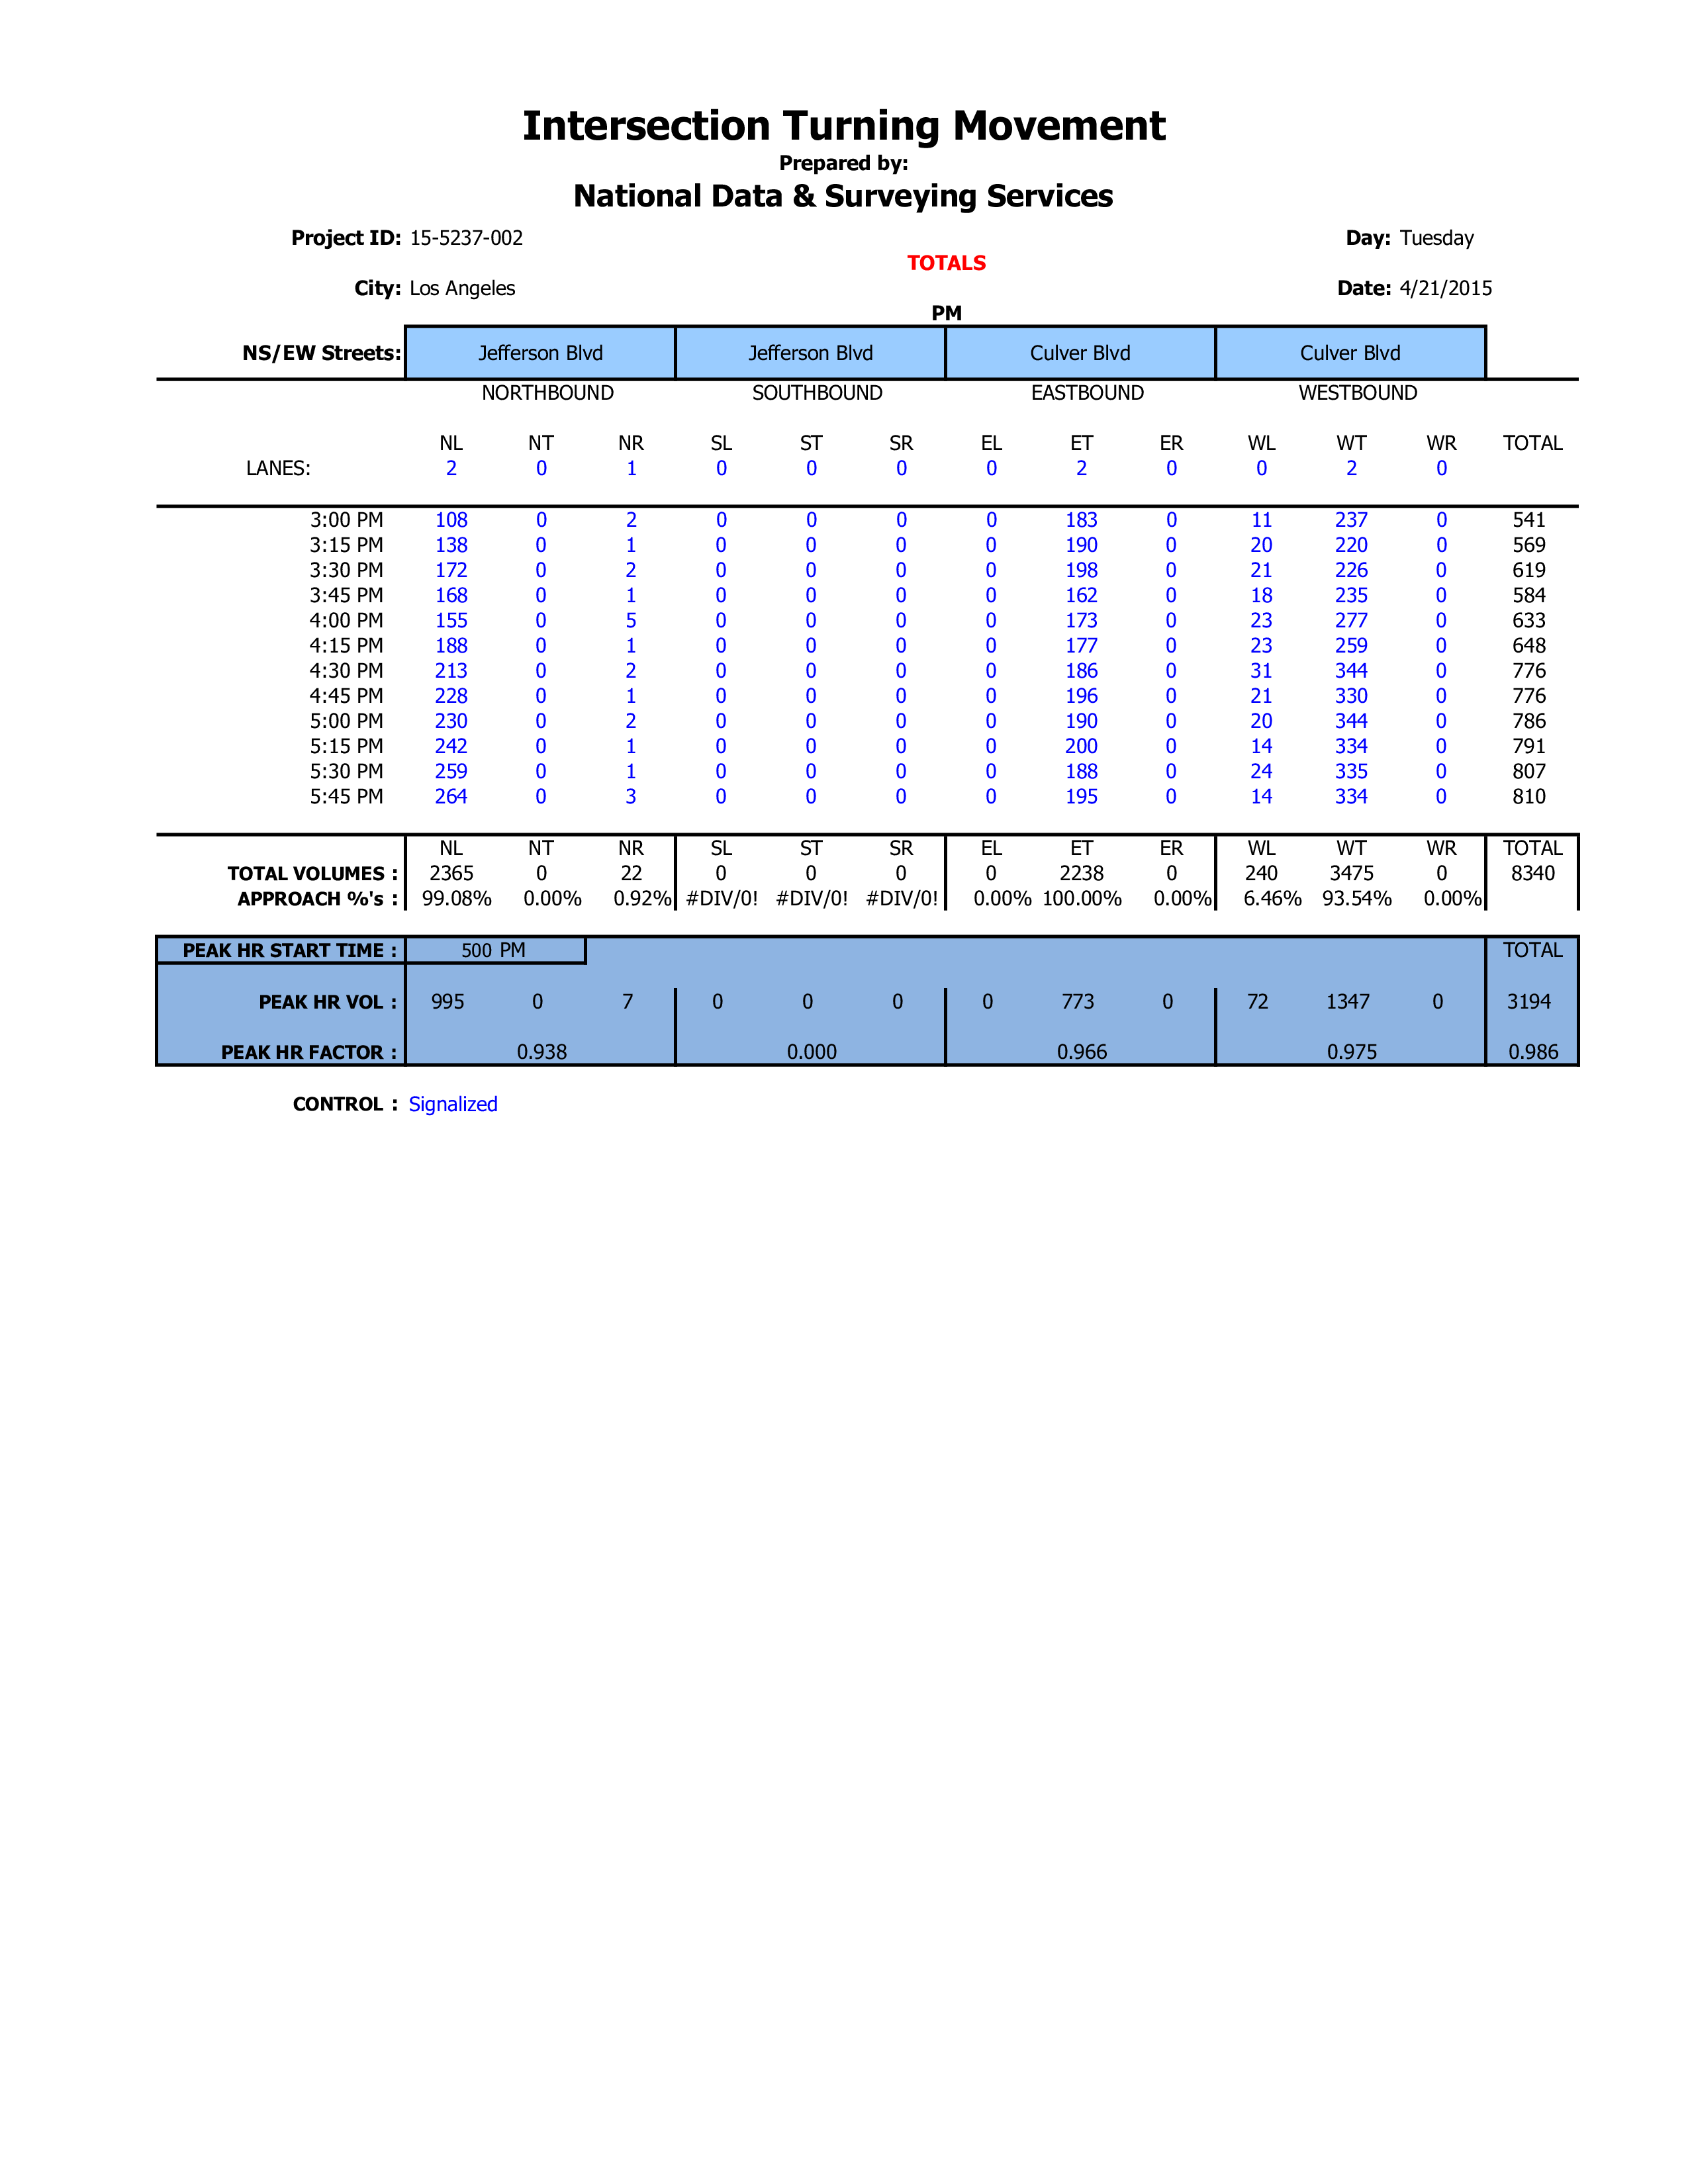 Intersection Turning Movement
Prepared by:
National Data & Surveying Services
Project ID: 15-5237-002 Day: Tuesday
TOTALS
City: Los Angeles Date: 4/21/2015
PM
NS/EW Streets: Jefferson Blvd Jefferson Blvd Culver Blvd Culver Blvd
NORTHBOUND SOUTHBOUND EASTBOUND WESTBOUND
NL NT NR SL ST SR EL ET ER WL WT WR TOTAL
LANES: 2 0 1 0 0 0 0 2 0 0 2 0
3:00 PM 108 0 2 0 0 0 0 183 0 11 237 0 541
3:15 PM 138 0 1 0 0 0 0 190 0 20 220 0 569
3:30 PM 172 0 2 0 0 0 0 198 0 21 226 0 619
3:45 PM 168 0 1 0 0 0 0 162 0 18 235 0 584
4:00 PM 155 0 5 0 0 0 0 173 0 23 277 0 633
4:15 PM 188 0 1 0 0 0 0 177 0 23 259 0 648
4:30 PM 213 0 2 0 0 0 0 186 0 31 344 0 776
4:45 PM 228 0 1 0 0 0 0 196 0 21 330 0 776
5:00 PM 230 0 2 0 0 0 0 190 0 20 344 0 786
5:15 PM 242 0 1 0 0 0 0 200 0 14 334 0 791
5:30 PM 259 0 1 0 0 0 0 188 0 24 335 0 807
5:45 PM 264 0 3 0 0 0 0 195 0 14 334 0 810
NL NT NR SL ST SR EL ET ER WL WT WR TOTAL
TOTAL VOLUMES : 2365 0 22 0 0 0 0 2238 0 240 3475 0 8340
APPROACH %'s : 99.08% 0.00% 0.92% #DIV/0! #DIV/0! #DIV/0! 0.00% 100.00% 0.00% 6.46% 93.54% 0.00%
PEAK HR START TIME : 500 PM TOTAL
PEAK HR VOL : 995 0 7 0 0 0 0 773 0 72 1347 0 3194
PEAK HR FACTOR : 0.938 0.000 0.966 0.975 0.986
CONTROL : Signalized